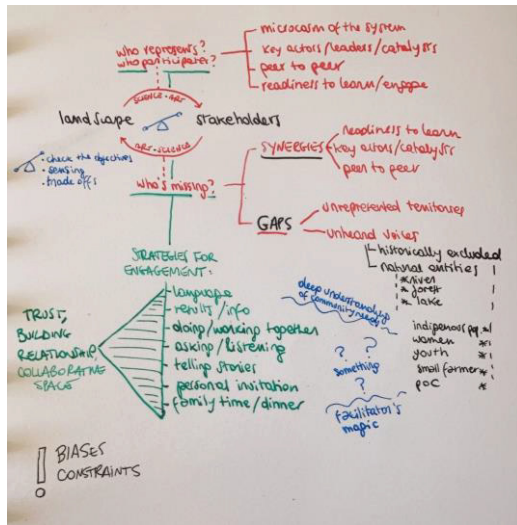 who represents?
who participates?
microcosm of the system
key actors/leaders/catalysts
peer to peer
readiness to learn/engage
SCIENCE · ART
landscape
stakeholders
ART · SCIENCE
· check the objectives
· sensing
· trade offs
who's missing?
SYNERGIES
readiness to learn
key actors/catalysts
peer to peer
GAPS
unrepresented territories
unheard voices
historically excluded
natural entities
* river
* forest
* lake
indigenous pop.*
women *
youth *
small farmer *
POC *
STRATEGIES FOR
ENGAGEMENT:
language
results/info
doing/working together
asking/listening
telling stories
personal invitation
family time/dinner
TRUST,
BUILDING
RELATIONSHIP,
COLLABORATIVE
SPACE
deep understanding
of community needs
? ?
something
?
facilitator's
magic
! BIASES
CONSTRAINTS